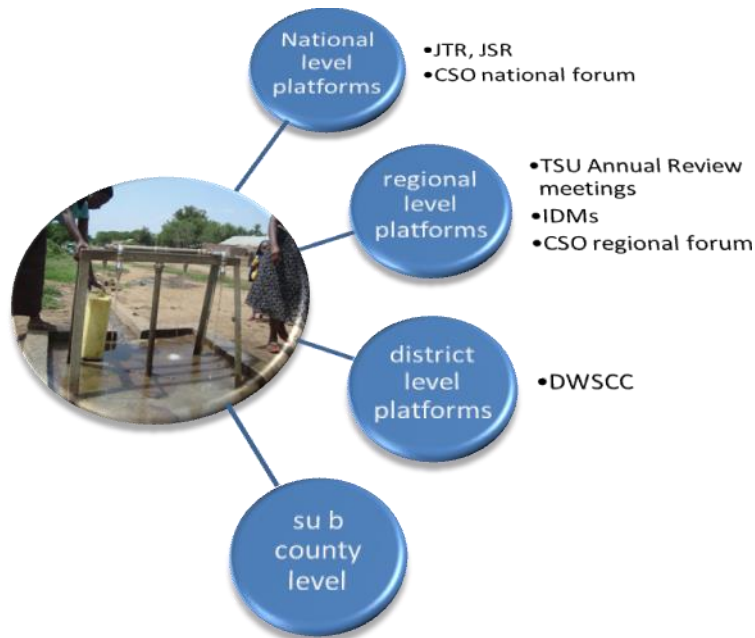 National
level
platforms
•JTR, JSR
•CSO national forum
regional
level
platforms
•TSU Annual Review
meetings
•IDMs
•CSO regional forum
district
level
platforms
•DWSCC
su b
county
level